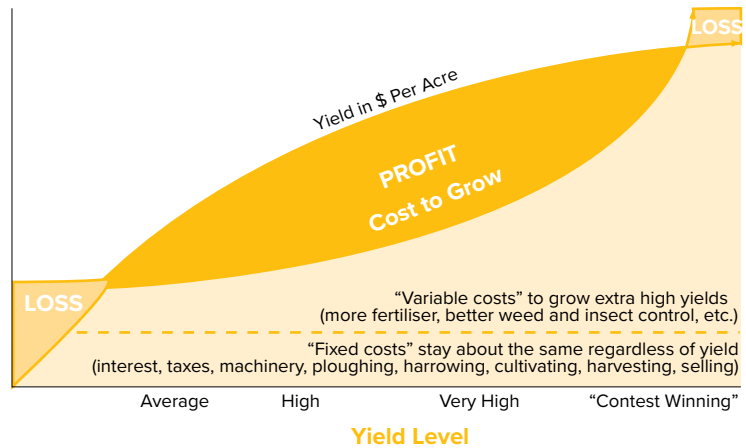 LOSS
Yield in $ Per Acre
PROFIT
Cost to Grow
LOSS
“Variable costs” to grow extra high yields
(more fertiliser, better weed and insect control, etc.)
“Fixed costs” stay about the same regardless of yield
(interest, taxes, machinery, ploughing, harrowing, cultivating, harvesting, selling)
Average High Very High “Contest Winning”
Yield Level